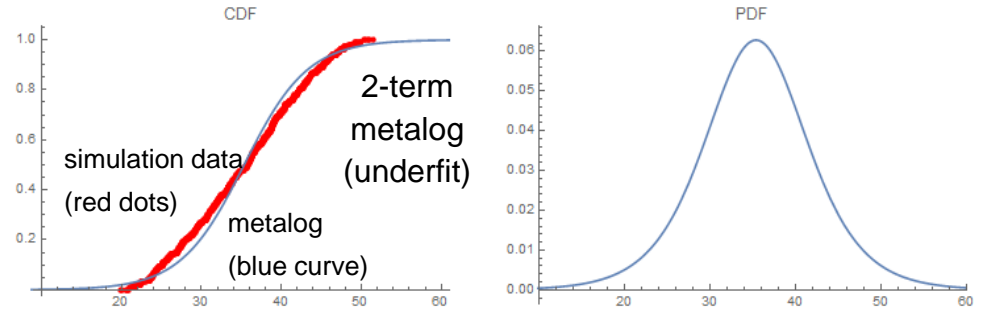 CDF
1.0
0.8
0.6
0.4
0.2
20
30
40
50
60
simulation data
(red dots)
metalog
(blue curve)
2-term
metalog
(underfit)
PDF
0.06
0.05
0.04
0.03
0.02
0.01
0.00
20
30
40
50
60